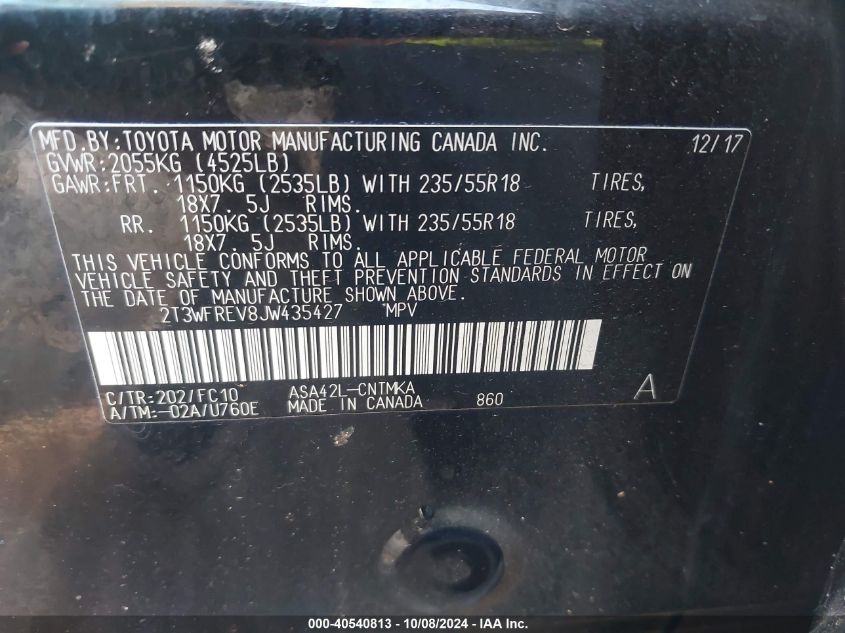 MFD.BY:TOYOTA MOTOR MANUFACTURING CANADA INC. 12/17
GVWR:2055KG (4525LB)
GAWR:FRT. 1150KG (2535LB) WITH 235/55R18 TIRES,
18X7. 5J RIMS.
RR. 1150KG (2535LB) WITH 235/55R18 TIRES,
18X7. 5J RIMS.
THIS VEHICLE CONFORMS TO ALL APPLICABLE FEDERAL MOTOR
VEHICLE SAFETY AND THEFT PREVENTION STANDARDS IN EFFECT ON
THE DATE OF MANUFACTURE SHOWN ABOVE.
2T3WFREV8JW435427 MPV
C/TR:202/FC10 ASA42L-CNTMKA A
A/TM:-02A/U760E MADE IN CANADA 860
000-40540813 - 10/08/2024 - IAA Inc.